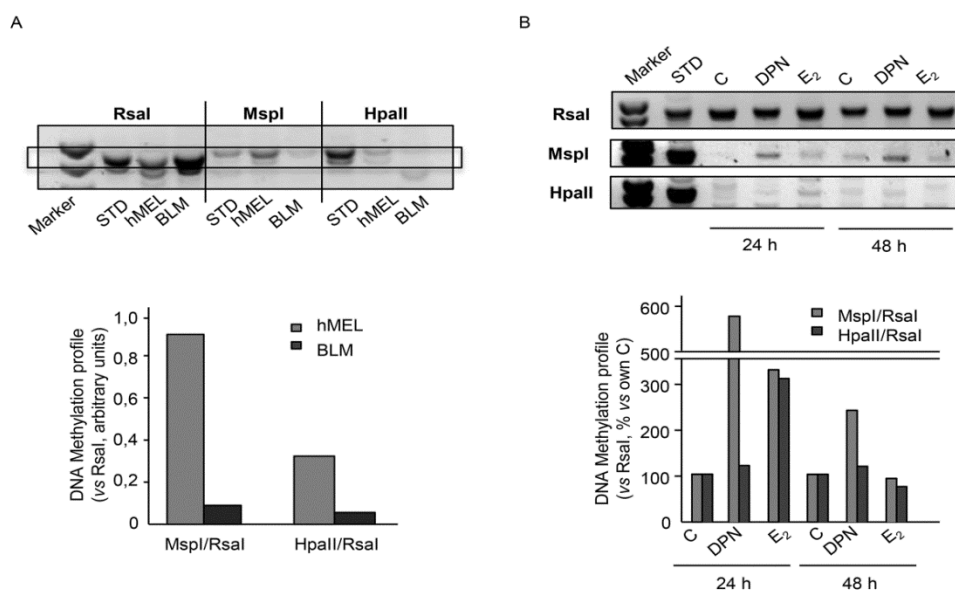 A
RsaI MspI HpaII
Marker STD hMEL BLM STD hMEL BLM STD hMEL BLM
DNA Methylation profile
(vs RsaI, arbitrary units)
1,0
0,8
0,6
0,4
0,2
0
hMEL
BLM
MspI/RsaI HpaII/RsaI
B
Marker STD C DPN E₂ C DPN E₂
RsaI
MspI
HpaII
24 h 48 h
DNA Methylation profile
(vs RsaI, % vs own C)
600
500
300
200
100
0
MspI/RsaI
HpaII/RsaI
C DPN E₂ C DPN E₂
24 h 48 h